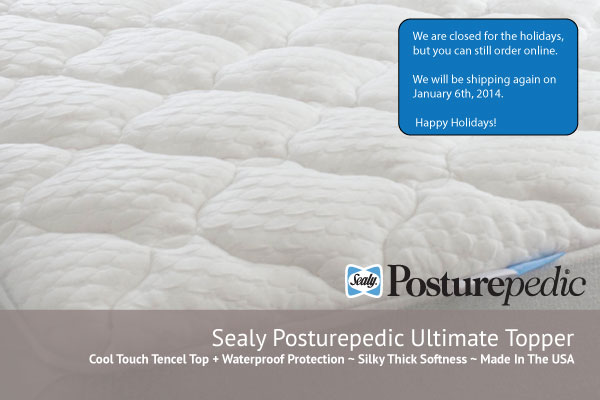 We are closed for the holidays,
but you can still order online.
We will be shipping again on
January 6th, 2014.
Happy Holidays!
Sealy Posturepedic
Sealy Posturepedic Ultimate Topper
Cool Touch Tencel Top + Waterproof Protection ~ Silky Thick Softness ~ Made In The USA